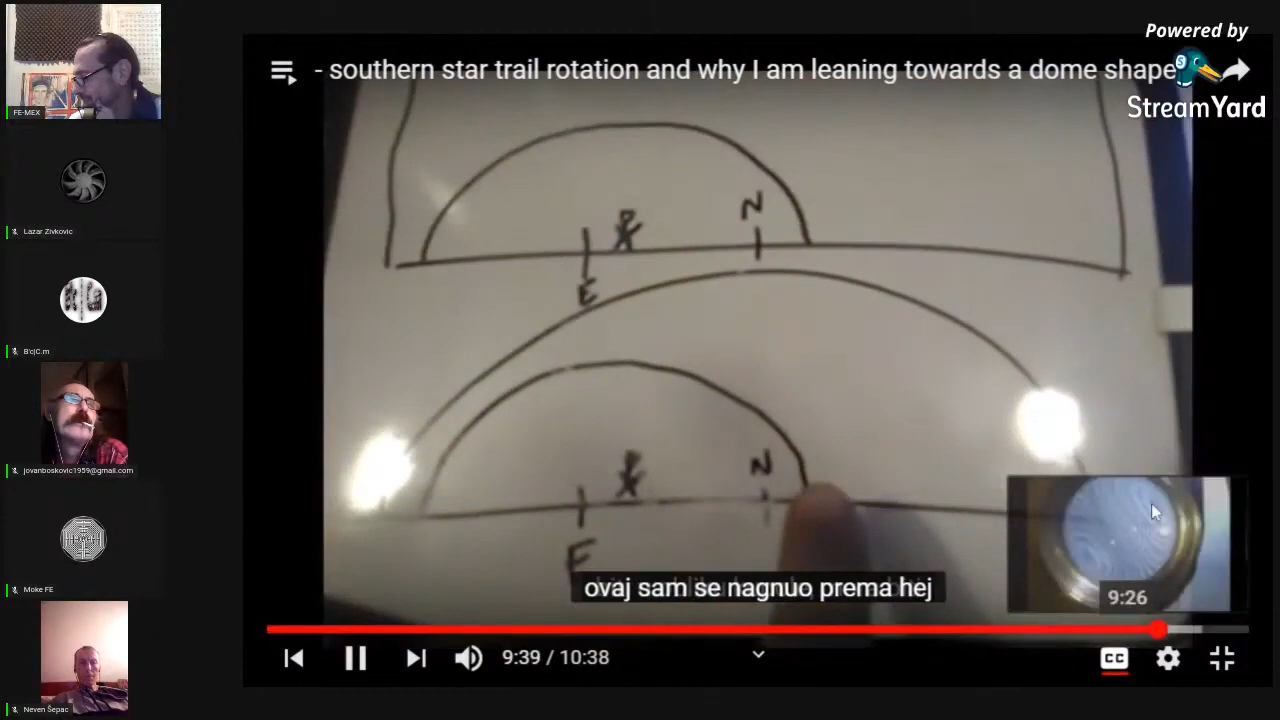 Powered by
StreamYard
- southern star trail rotation and why I am leaning towards a dome shape
FE-MEX
Lazar Zivkovic
B'c|C.m
jovanboskovic1959@gmail.com
Moke FE
Neven Šepac
N
E
N
E
ovaj sam se nagnuo prema hej
9:26
9:39 / 10:38
CC